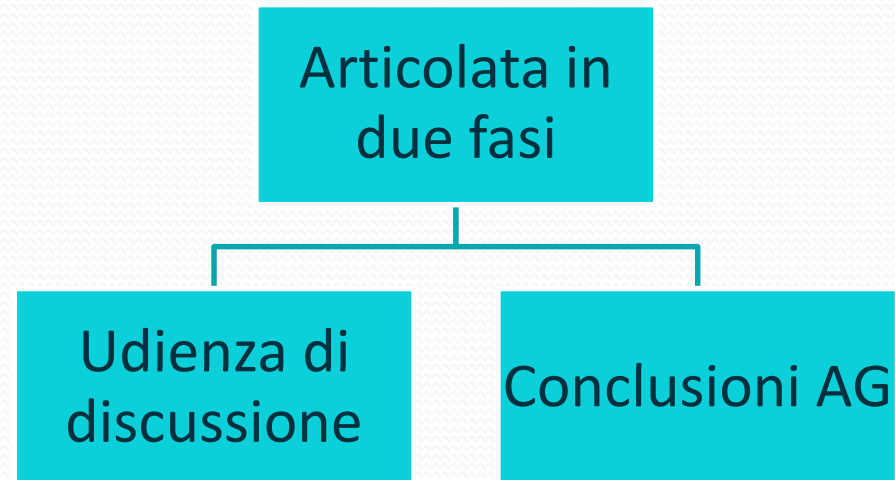 Articolata in
due fasi
Udienza di
discussione
Conclusioni AG